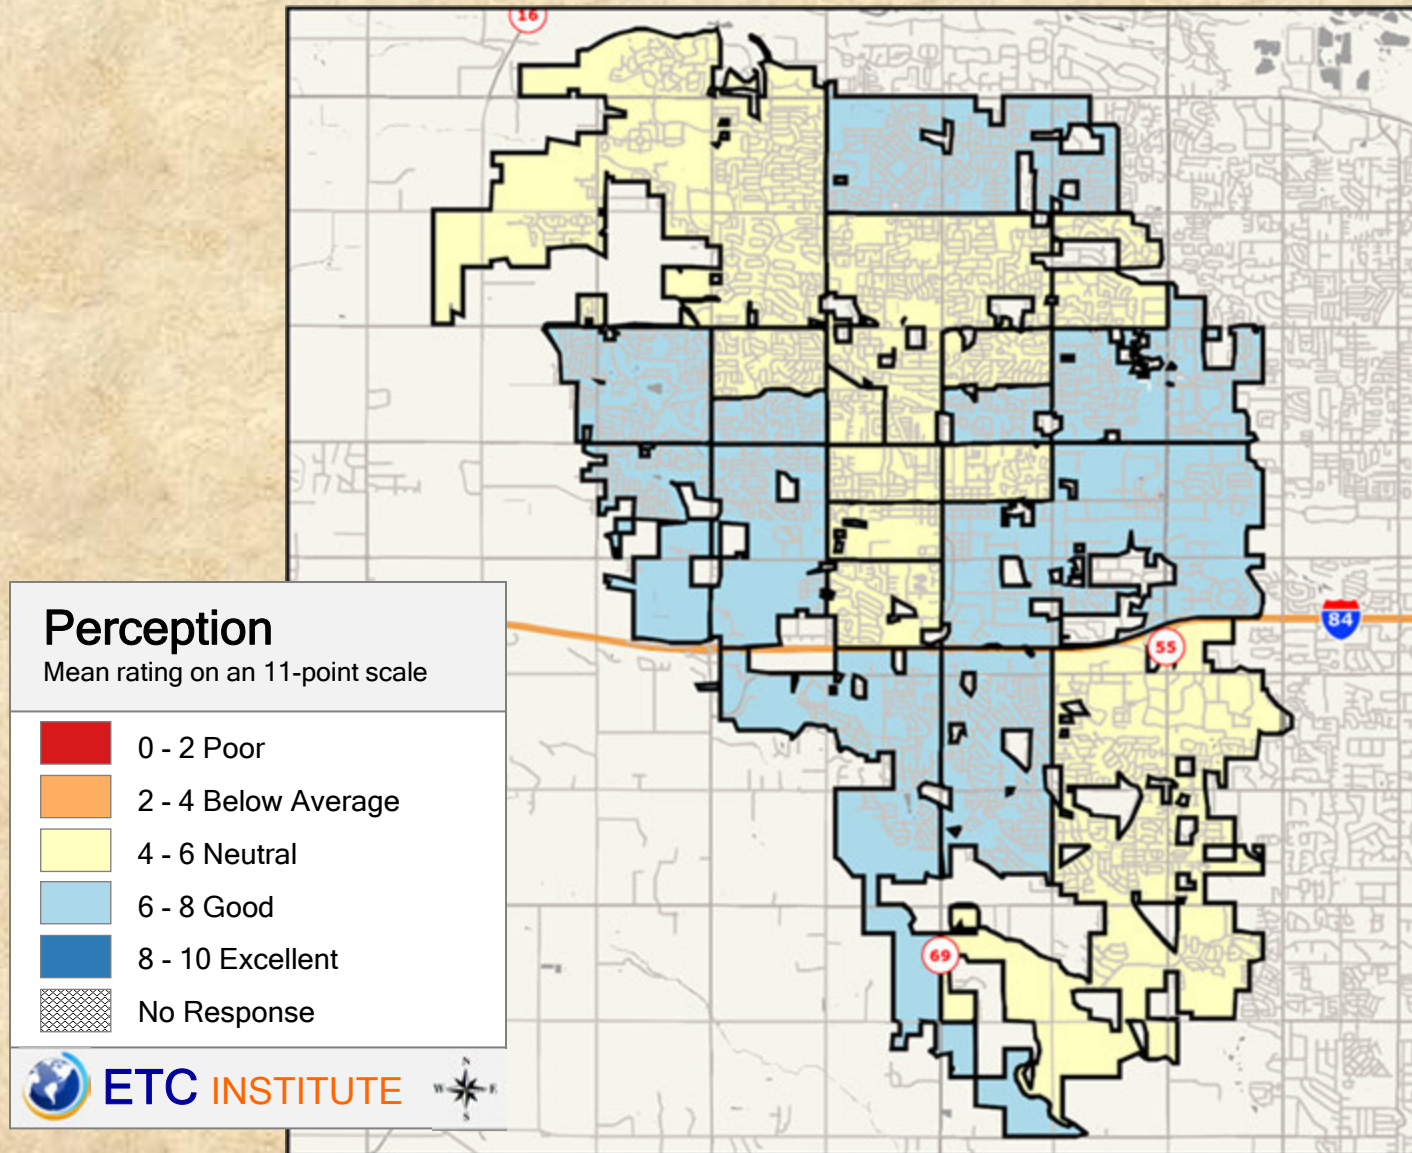 16
Perception
Mean rating on an 11-point scale
0 - 2 Poor
2 - 4 Below Average
4 - 6 Neutral
6 - 8 Good
8 - 10 Excellent
No Response
ETC INSTITUTE
N
W E
S
84
55
69